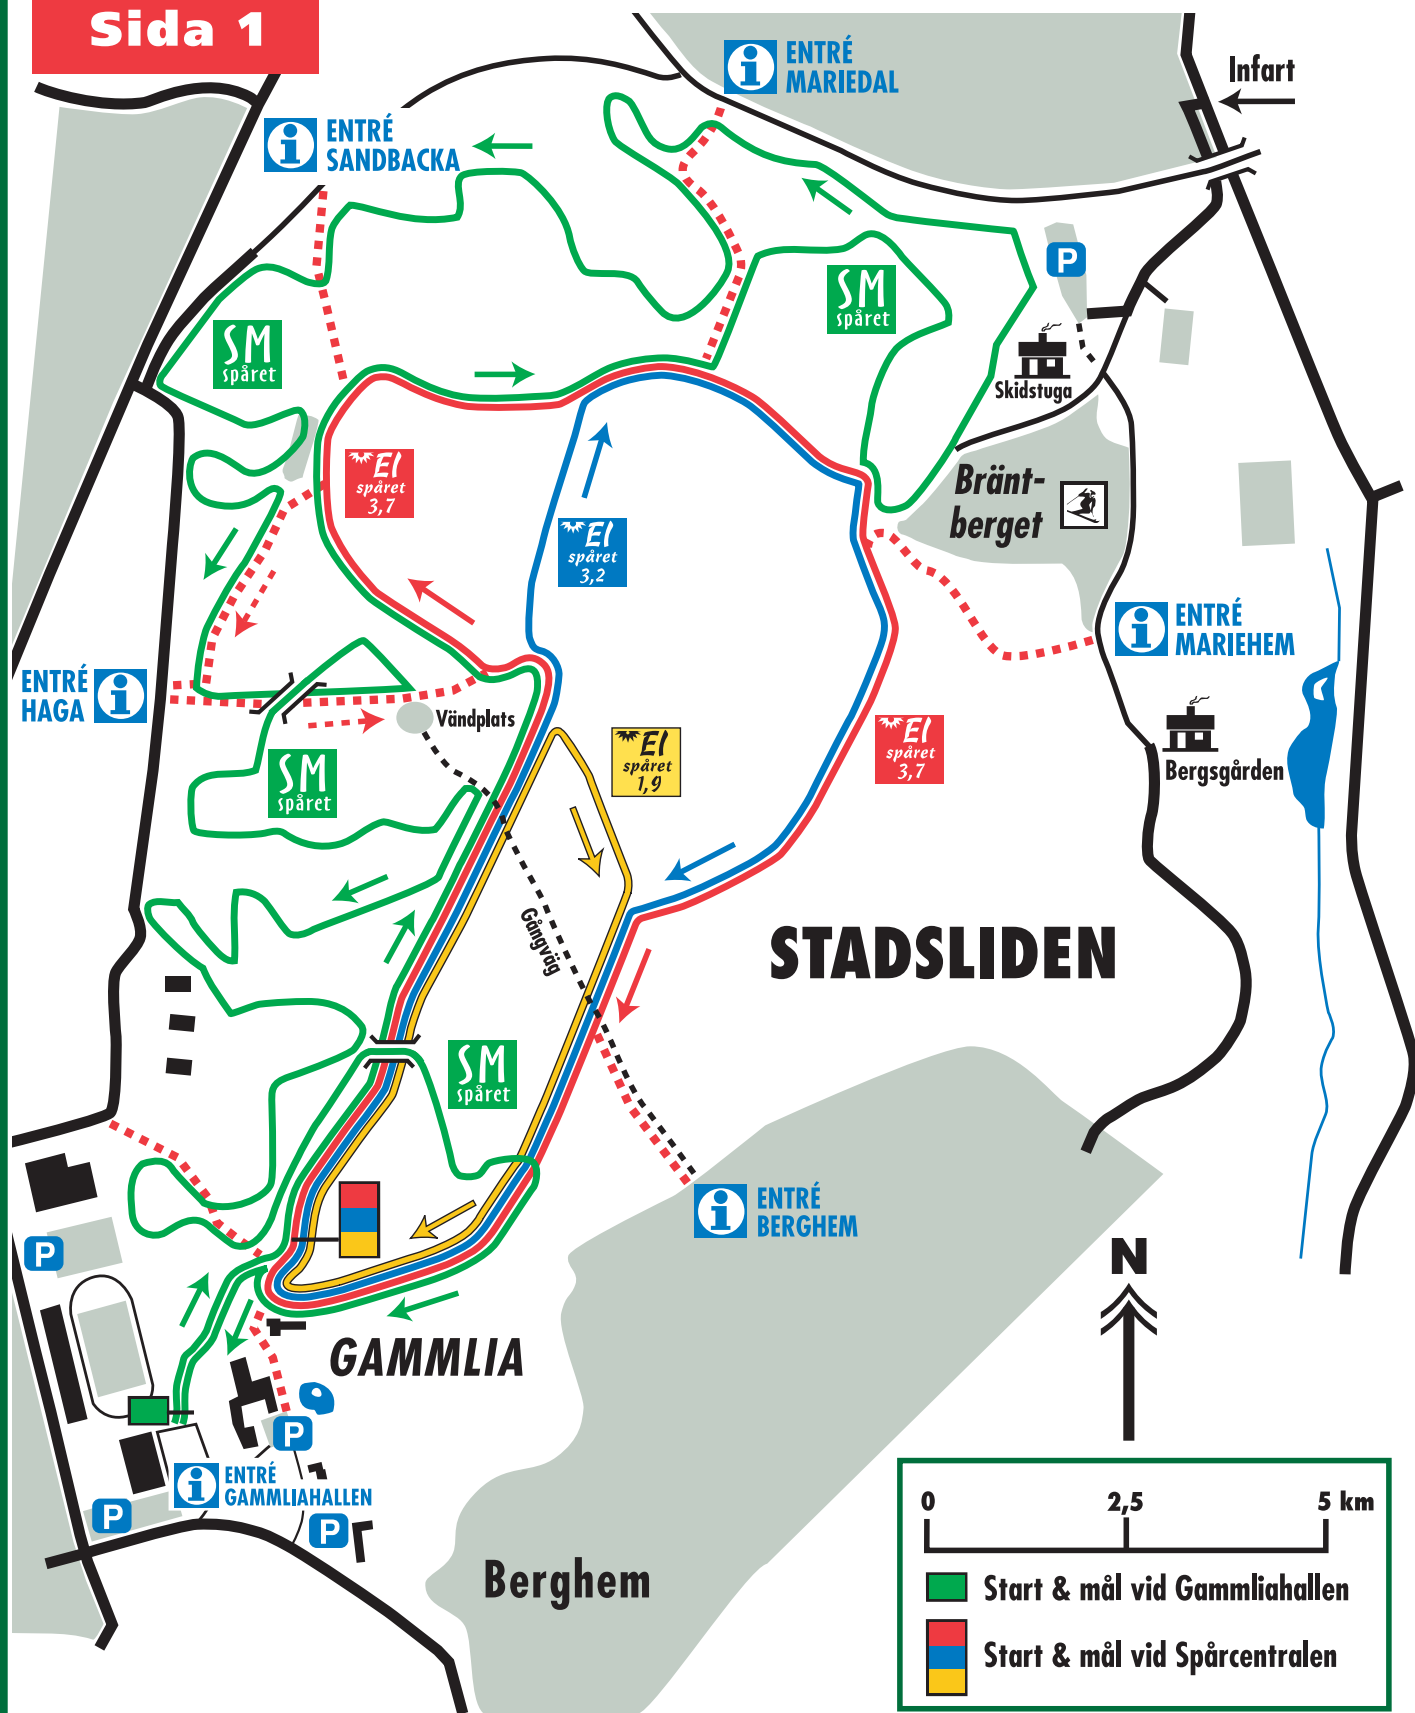 Sida 1
ENTRÉ
MARIEDAL
Infart
ENTRÉ
SANDBACKA
P
SM
spåret
SM
spåret
Skidstuga
El
spåret
3,7
Bränt-
berget
El
spåret
3,2
ENTRÉ
MARIEHEM
ENTRÉ
HAGA
Vändplats
El
spåret
1,9
El
spåret
3,7
Bergsgården
SM
spåret
Gångväg
STADSLIDEN
SM
spåret
ENTRÉ
BERGHEM
P
N
GAMMLIA
P
ENTRÉ
GAMMLIAHALLEN
P
P
Berghem
0 2,5 5 km
Start & mål vid Gammliahallen
Start & mål vid Spårcentralen